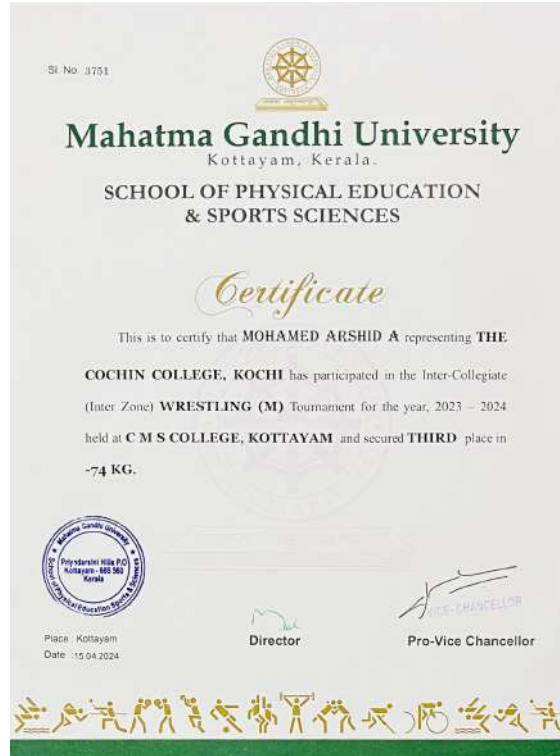 Sl. No. 3751
Mahatma Gandhi University
Kottayam, Kerala.
SCHOOL OF PHYSICAL EDUCATION
& SPORTS SCIENCES
Certificate
This is to certify that MOHAMED ARSHID A representing THE
COCHIN COLLEGE, KOCHI has participated in the Inter-Collegiate
(Inter Zone) WRESTLING (M) Tournament for the year, 2023 – 2024
held at C M S COLLEGE, KOTTAYAM and secured THIRD place in
-74 KG.
Mahatma Gandhi University
Priyadarsini Hills P.O
Kottayam - 686 560
Kerala
School of Physical Education Sports & Sciences
VICE-CHANCELLOR
Place : Kottayam
Date :15.04.2024
Director
Pro-Vice Chancellor